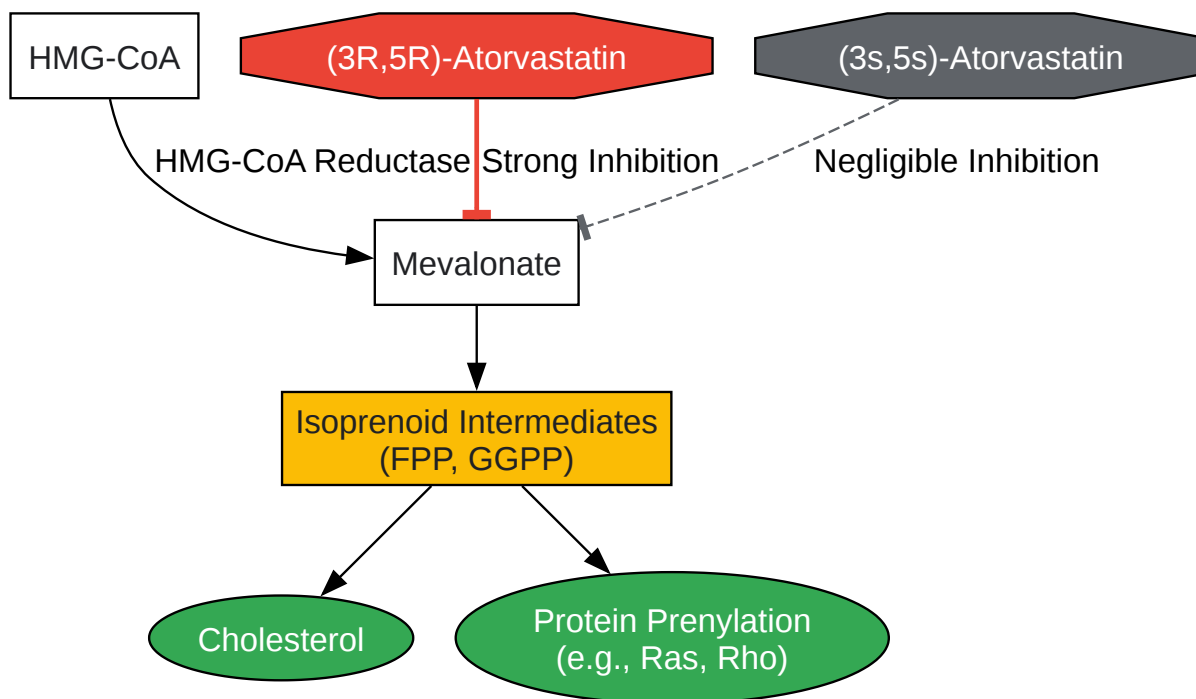 HMG-CoA
(3R,5R)-Atorvastatin
(3s,5s)-Atorvastatin
HMG-CoA Reductase
Strong Inhibition
Negligible Inhibition
Mevalonate
Isoprenoid Intermediates
(FPP, GGPP)
Cholesterol
Protein Prenylation
(e.g., Ras, Rho)